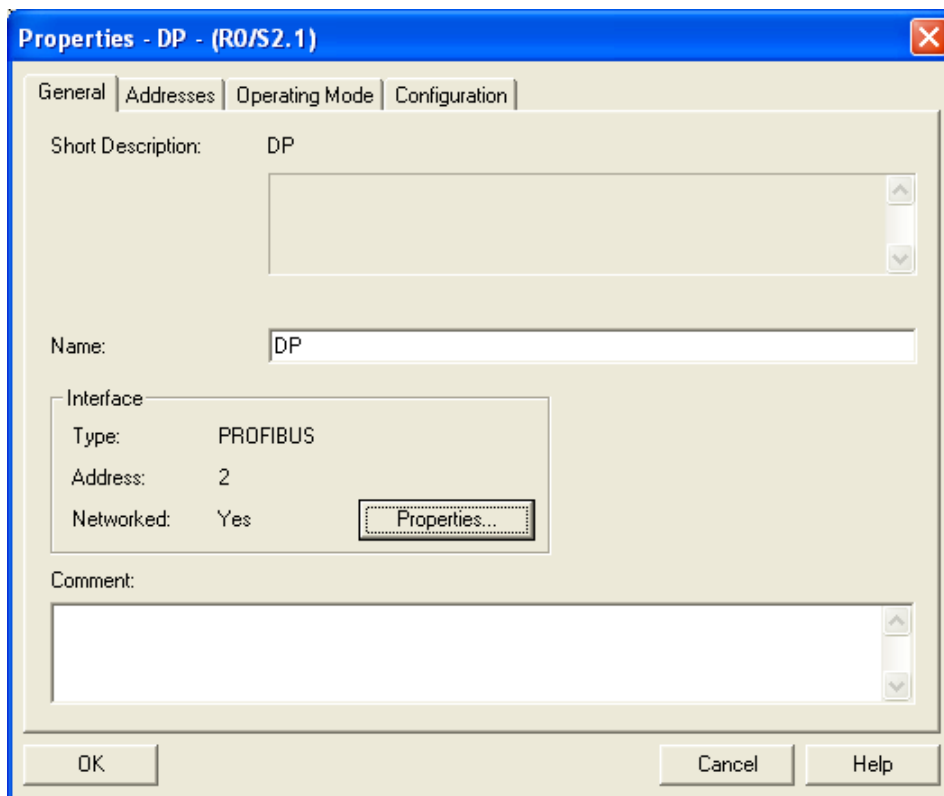 Properties - DP - (R0/S2.1)
General Addresses Operating Mode Configuration
Short Description: DP
Name: DP
Interface
Type: PROFIBUS
Address: 2
Networked: Yes Properties...
Comment:
OK Cancel Help